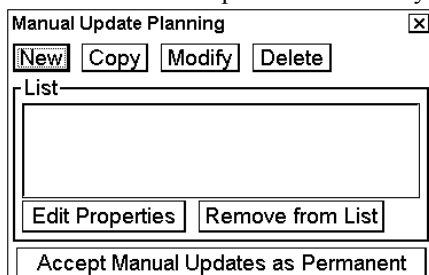 Manual Update Planning
New Copy Modify Delete
List
Edit Properties Remove from List
Accept Manual Updates as Permanent